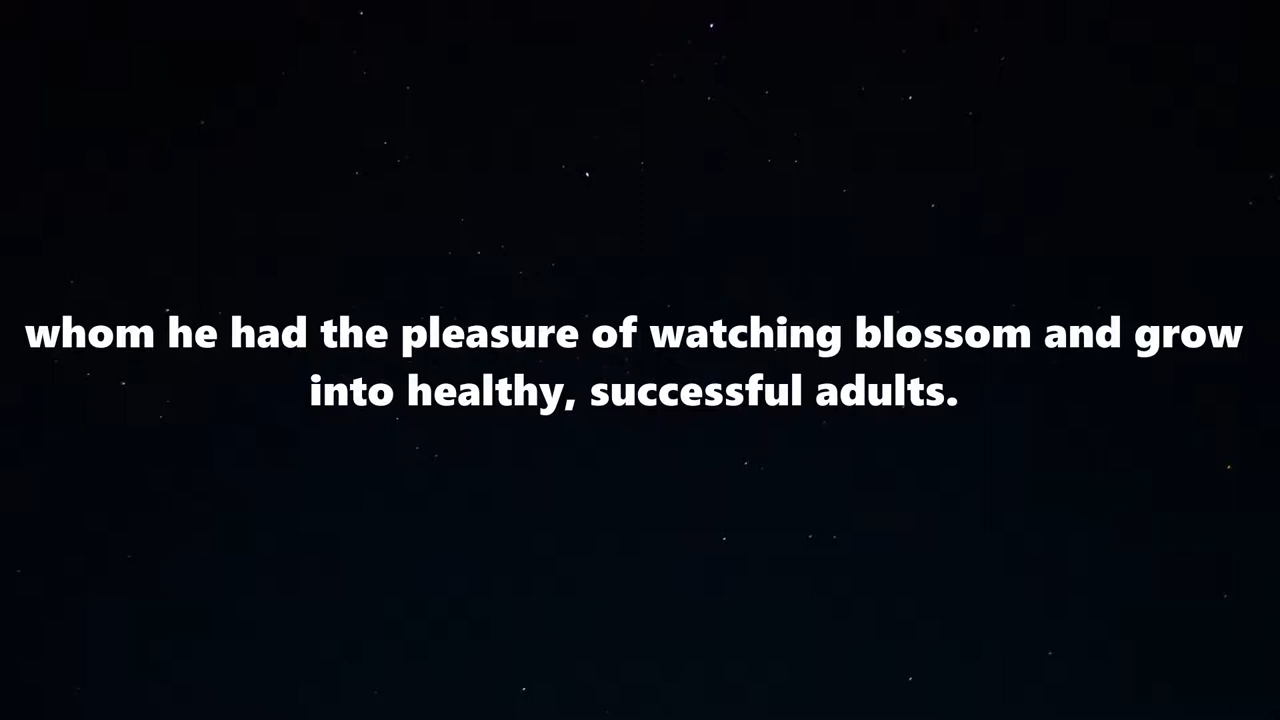 whom he had the pleasure of watching blossom and grow
into healthy, successful adults.